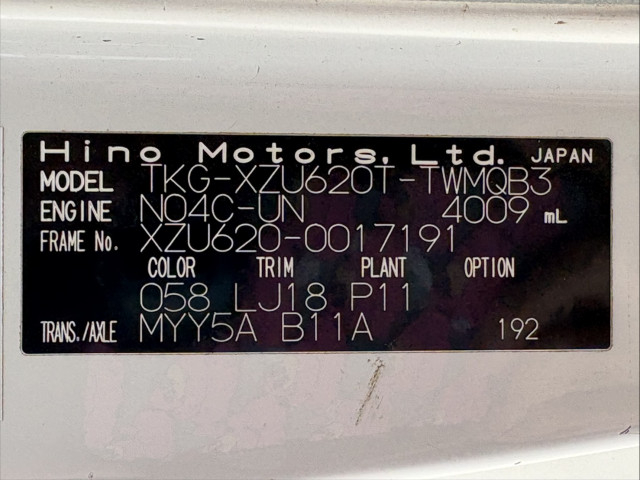 Hino Motors, Ltd. JAPAN
MODEL TKG-XZU620T-TWMQB3
ENGINE N04C-UN 4009 mL
FRAME No. XZU620-0017191
COLOR TRIM PLANT OPTION
058 LJ18 P11
TRANS./AXLE MYY5A B11A 192